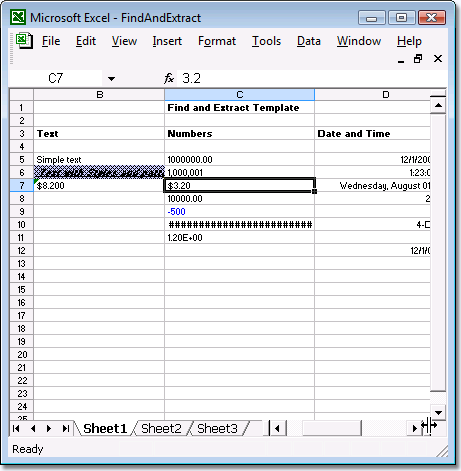 Microsoft Excel - FindAndExtract
File Edit View Insert Format Tools Data Window Help
C7 fx 3.2
B C D
1 Find and Extract Template
2
3 Text Numbers Date and Time
4
5 Simple text 1000000.00 12/1/200
6 Text with 1,000,001 1:23:0
7 $8.200 $3.20 Wednesday, August 01
8 10000.00 2
9 -500
10 ######################## 4-D
11 1.20E+00
12 12/1/0
13
14
15
16
17
18
19
20
21
22
23
24
25
Sheet1 Sheet2 Sheet3
Ready